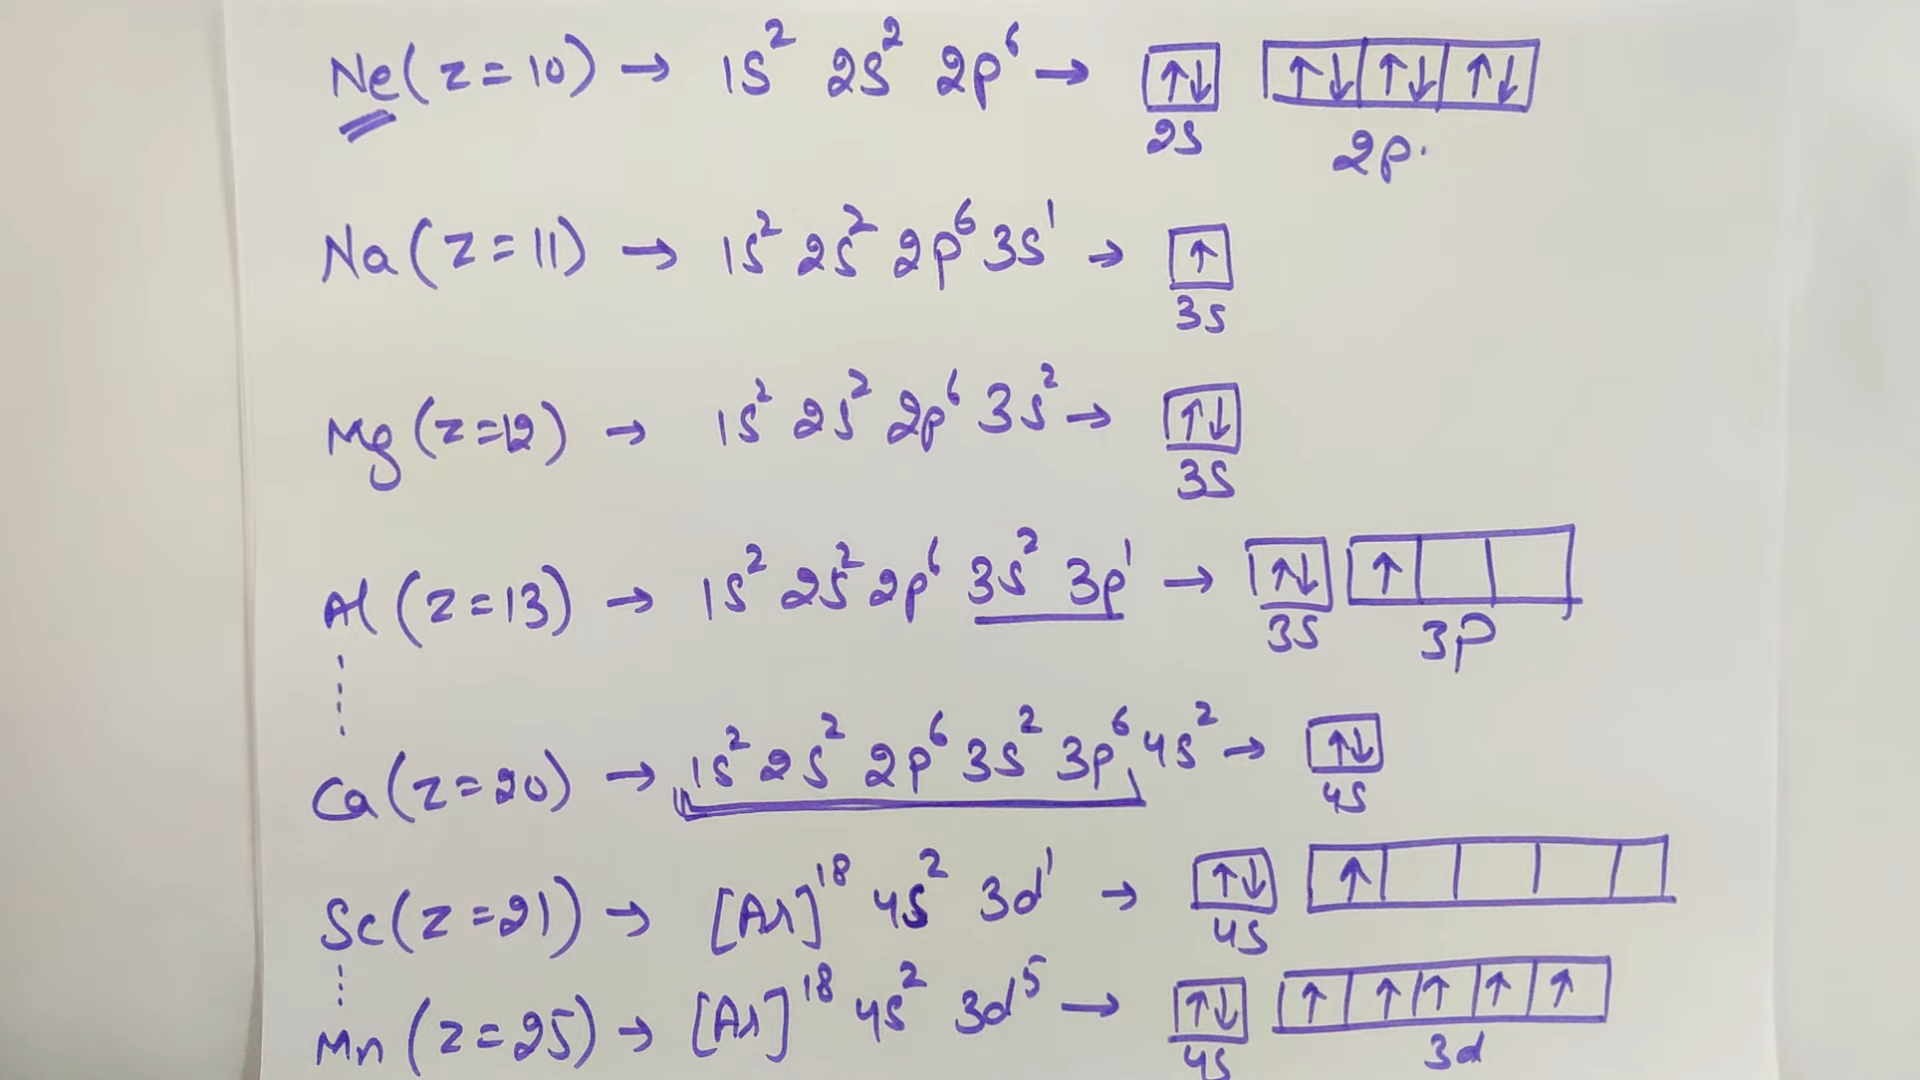 Ne(z=10) → 1s² 2s² 2p⁶ → ↑↓ ↑↓ ↑↓ ↑↓
2s 2p.
Na(z=11) → 1s² 2s² 2p⁶ 3s¹ → ↑
3s
Mg(z=12) → 1s² 2s² 2p⁶ 3s² → ↑↓
3s
Al(z=13) → 1s² 2s² 2p⁶ 3s² 3p¹ → ↑↓ ↑
3s 3p
Ca(z=20) → 1s² 2s² 2p⁶ 3s² 3p⁶ 4s² → ↑↓
4s
Sc(z=21) → [Ar]¹⁸ 4s² 3d¹ → ↑↓ ↑
4s
Mn(z=25) → [Ar]¹⁸ 4s² 3d⁵ → ↑↓ ↑ ↑ ↑ ↑ ↑
4s 3d